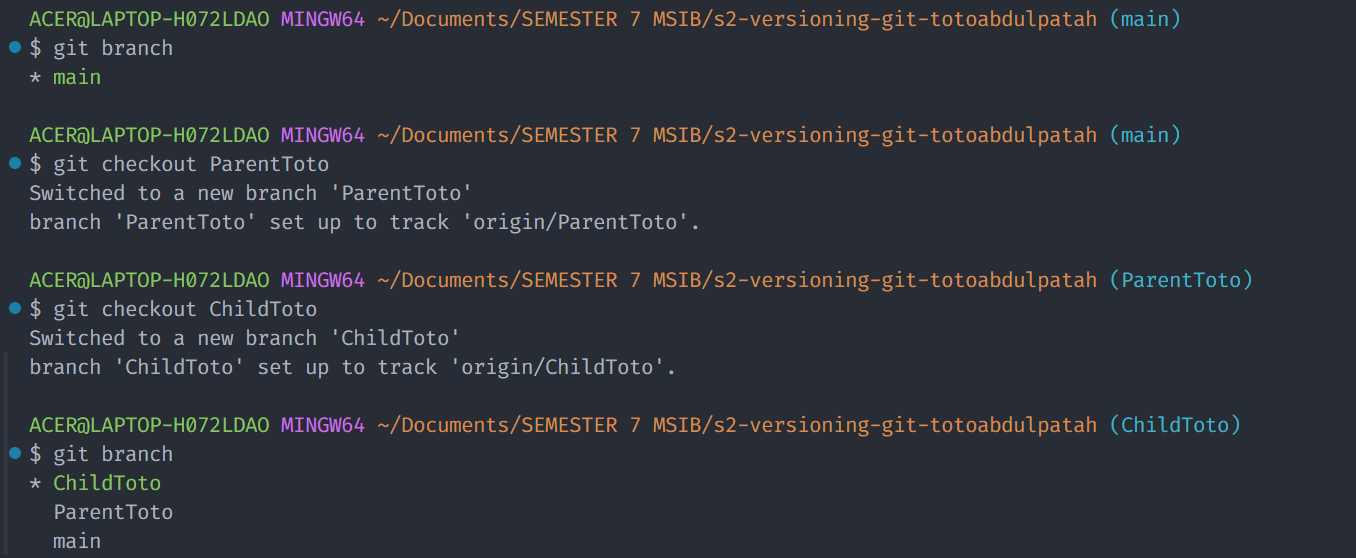 ACER@LAPTOP-H072LDAO MINGW64 ~/Documents/SEMESTER 7 MSIB/s2-versioning-git-totoabdulpatah (main)
$ git branch
* main
ACER@LAPTOP-H072LDAO MINGW64 ~/Documents/SEMESTER 7 MSIB/s2-versioning-git-totoabdulpatah (main)
$ git checkout ParentToto
Switched to a new branch 'ParentToto'
branch 'ParentToto' set up to track 'origin/ParentToto'.
ACER@LAPTOP-H072LDAO MINGW64 ~/Documents/SEMESTER 7 MSIB/s2-versioning-git-totoabdulpatah (ParentToto)
$ git checkout ChildToto
Switched to a new branch 'ChildToto'
branch 'ChildToto' set up to track 'origin/ChildToto'.
ACER@LAPTOP-H072LDAO MINGW64 ~/Documents/SEMESTER 7 MSIB/s2-versioning-git-totoabdulpatah (ChildToto)
$ git branch
* ChildToto
ParentToto
main